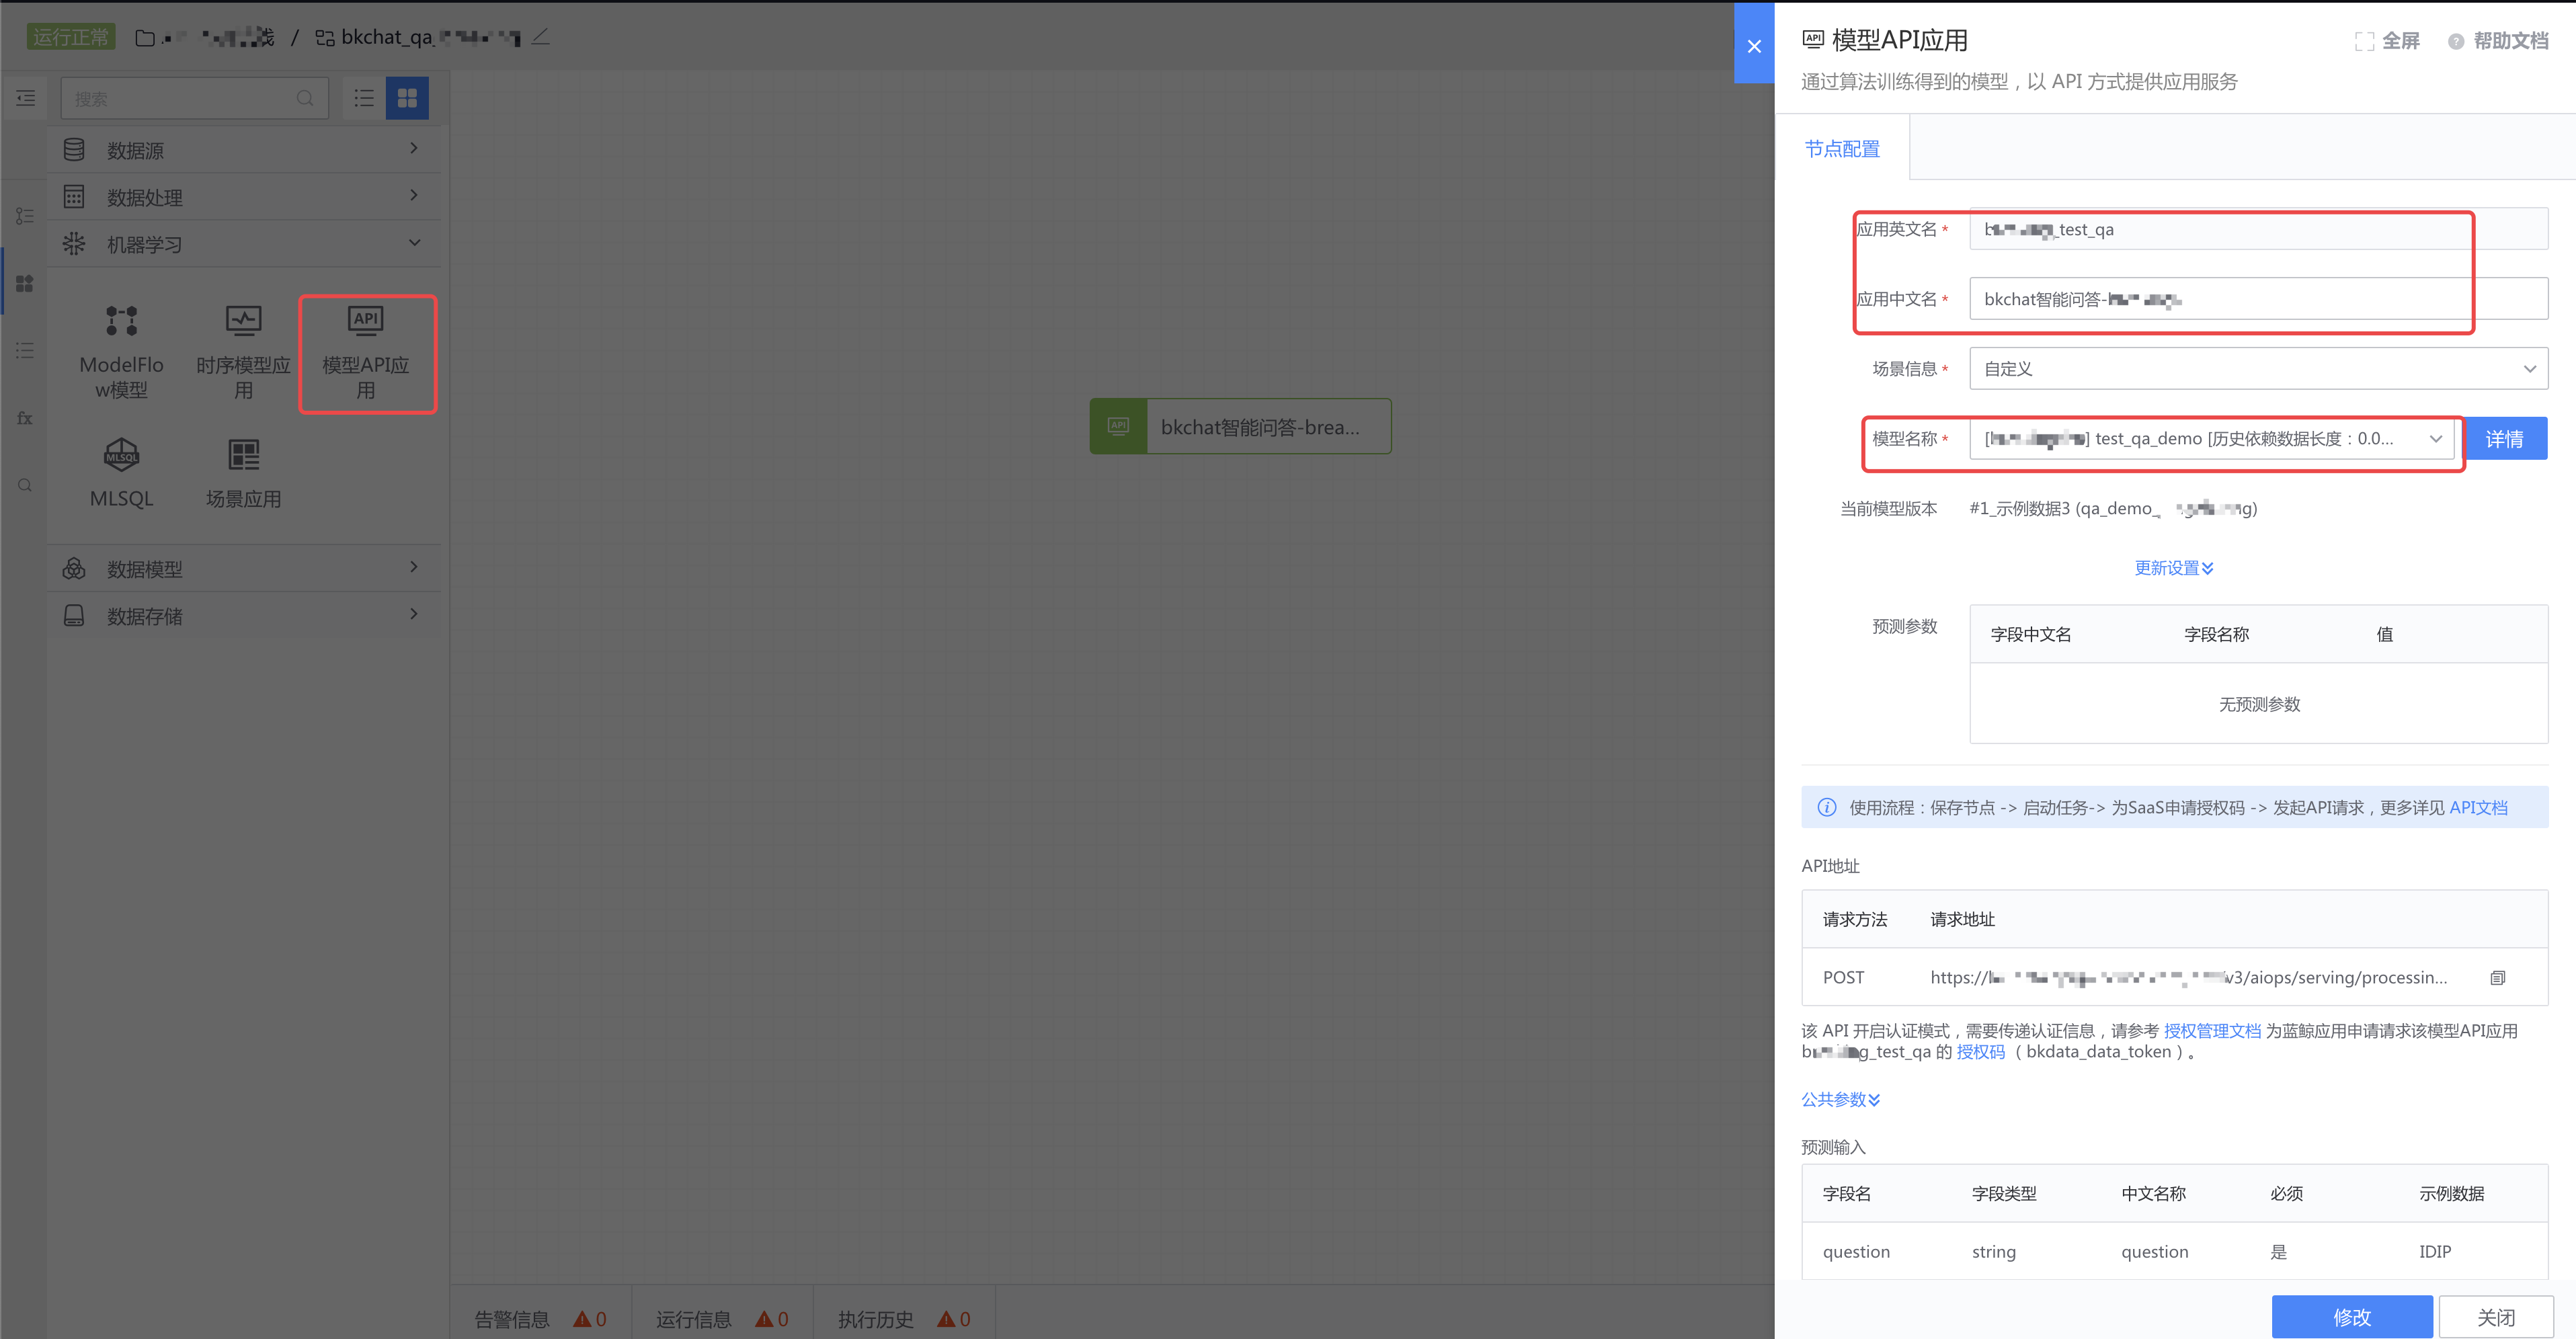 运行正常
/
bkchat_qa_
搜索
数据源
数据处理
机器学习
ModelFlo
w模型
时序模型应
用
API
模型API应
用
MLSQL
MLSQL
场景应用
数据模型
数据存储
fx
API
bkchat智能问答-brea...
告警信息 0
运行信息 0
执行历史 0
API 模型API应用
全屏
帮助文档
通过算法训练得到的模型，以 API 方式提供应用服务
节点配置
应用英文名 * _test_qa
应用中文名 * bkchat智能问答-
场景信息 * 自定义
模型名称 * [ ] test_qa_demo [历史依赖数据长度：0.0... 详情
当前模型版本 #1_示例数据3 (qa_demo_ g)
更新设置
预测参数
字段中文名 字段名称 值
无预测参数
使用流程：保存节点 -> 启动任务-> 为SaaS申请授权码 -> 发起API请求，更多详见 API文档
API地址
请求方法 请求地址
POST https:// v3/aiops/serving/processin...
该 API 开启认证模式，需要传递认证信息，请参考 授权管理文档 为蓝鲸应用申请请求该模型API应用
g_test_qa 的 授权码（ bkdata_data_token ）。
公共参数
预测输入
字段名 字段类型 中文名称 必须 示例数据
question string question 是 IDIP
修改 关闭